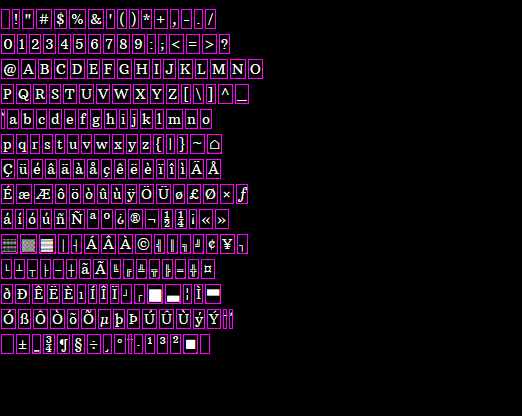 ! " # $ % & ' ( ) * + , - . /
0 1 2 3 4 5 6 7 8 9 : ; < = > ?
@ A B C D E F G H I J K L M N O
P Q R S T U V W X Y Z [ \ ] ^ _
` a b c d e f g h i j k l m n o
p q r s t u v w x y z { | } ~ ⌂
Ç ü é â ä à å ç ê ë è ï î ì Ä Å
É æ Æ ô ö ò û ù ÿ Ö Ü ø £ Ø × ƒ
á í ó ú ñ Ñ ª º ¿ ® ¬ ½ ¼ ¡ « »
░ ▒ ▓ │ ┤ Á Â À © ╣ ║ ╗ ╝ ¢ ¥ ┐
└ ┴ ┬ ├ ─ ┼ ã Ã ╚ ╔ ╩ ╦ ╠ ═ ╬ ¤
ð Ð Ê Ë È ı Í Î Ï ┘ ┌ █ ▄ ¦ Ì ▀
Ó ß Ô Ò õ Õ µ þ Þ Ú Û Ù ý Ý ¯ ´
± ‗ ¾ ¶ § ÷ ¸ ° ¨ · ¹ ³ ² ■